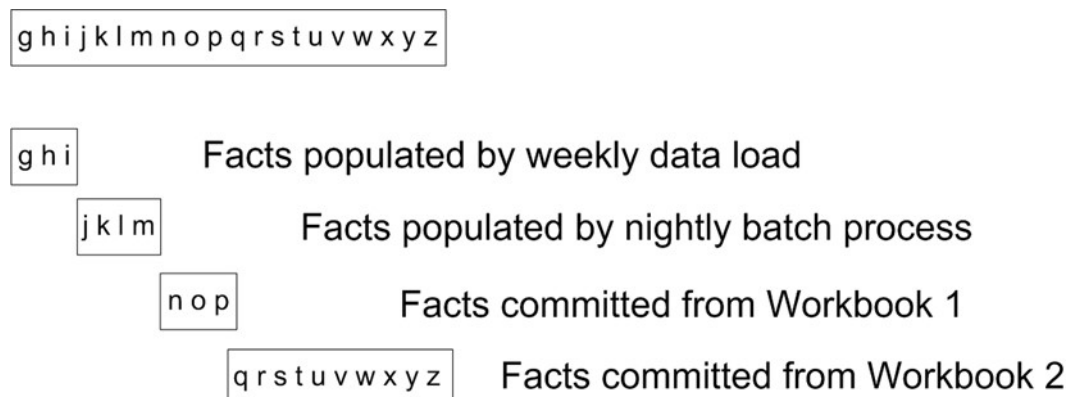 g h i j k l m n o p q r s t u v w x y z
g h i Facts populated by weekly data load
j k l m Facts populated by nightly batch process
n o p Facts committed from Workbook 1
q r s t u v w x y z Facts committed from Workbook 2